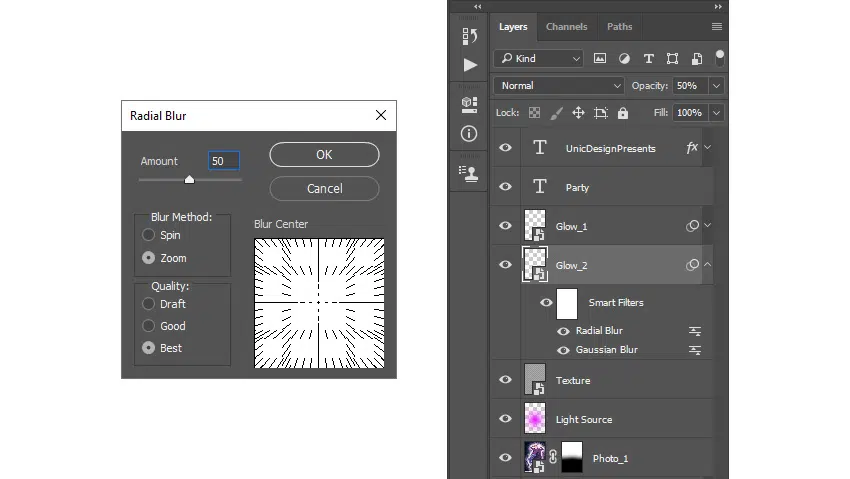 Radial Blur
Amount 50
OK
Cancel
Blur Method:
Spin
Zoom
Quality:
Draft
Good
Best
Blur Center
Layers Channels Paths
Kind
Normal Opacity: 50%
Lock: Fill: 100%
T UnicDesignPresents fx
T Party
Glow_1
Glow_2
Smart Filters
Radial Blur
Gaussian Blur
Texture
Light Source
Photo_1